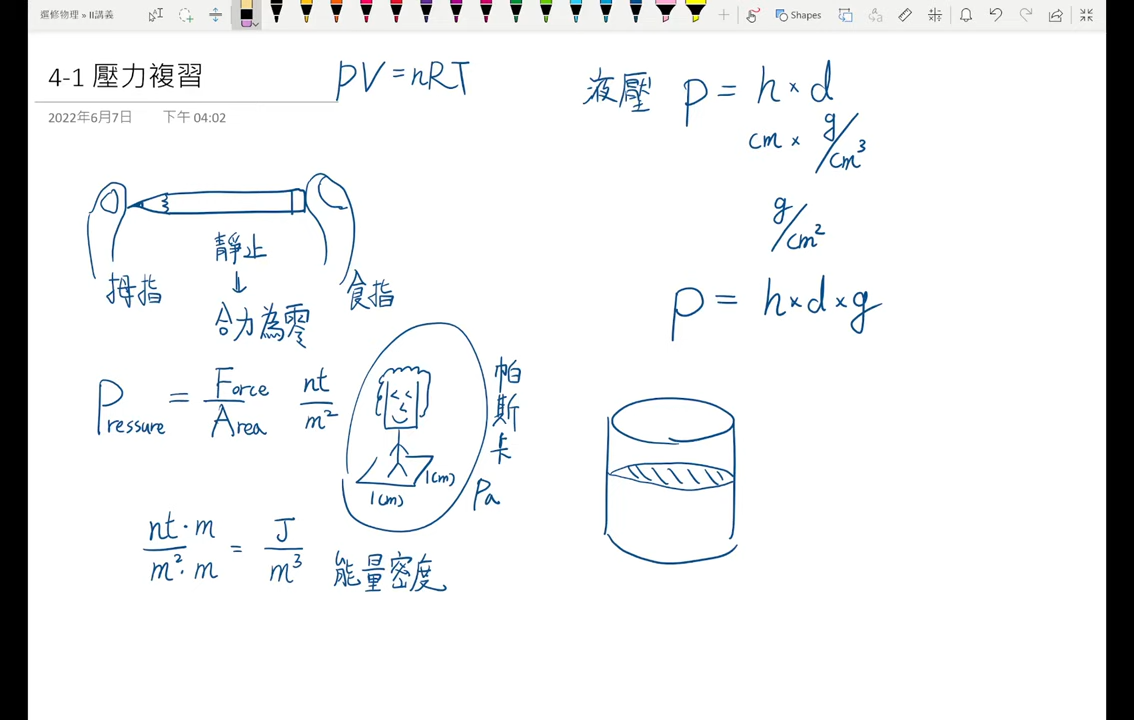 選修物理 » II講義
Shapes
4-1 壓力複習
2022年6月7日 下午 04:02
PV = nRT
拇指
靜止
↓
合力為零
食指
Pressure = Force / Area nt / m²
1(m)
1(m)
帕斯卡
Pa
nt·m / m²·m = J / m³ 能量密度
液壓 P = h × d
cm × g/cm³
g/cm²
P = h×d×g